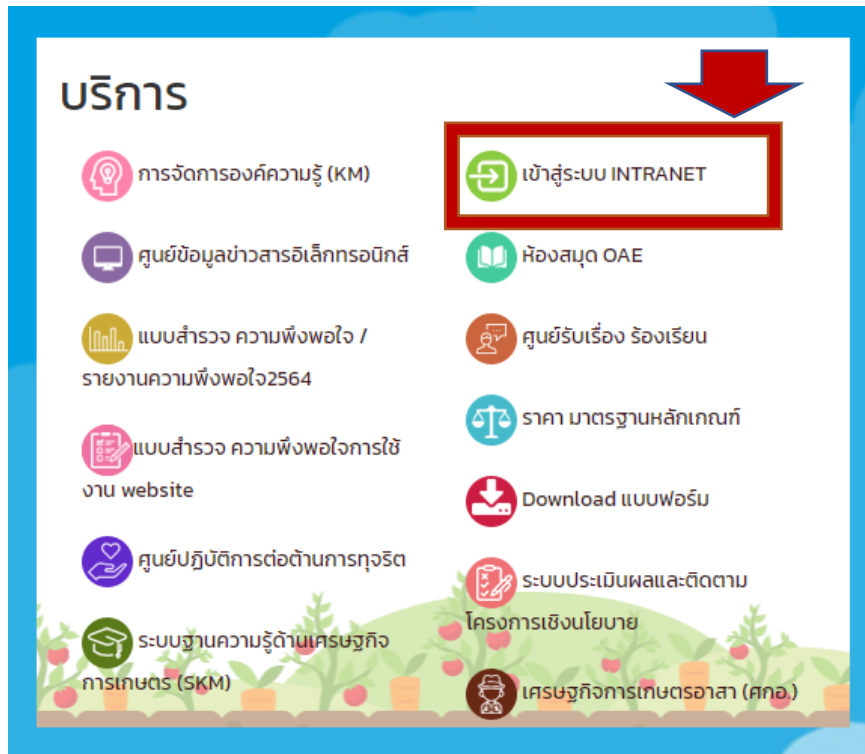 บริการ
การจัดการองค์ความรู้ (KM)
ศูนย์ข้อมูลข่าวสารอิเล็กทรอนิกส์
แบบสำรวจ ความพึงพอใจ /
รายงานความพึงพอใจ2564
แบบสำรวจ ความพึงพอใจการใช้
งาน website
ศูนย์ปฏิบัติการต่อต้านการทุจริต
ระบบฐานความรู้ด้านเศรษฐกิจ
การเกษตร (SKM)
เข้าสู่ระบบ INTRANET
ห้องสมุด OAE
ศูนย์รับเรื่อง ร้องเรียน
ราคา มาตรฐานหลักเกณฑ์
Download แบบฟอร์ม
ระบบประเมินผลและติดตาม
โครงการเชิงนโยบาย
เศรษฐกิจการเกษตรอาสา (ศกอ.)